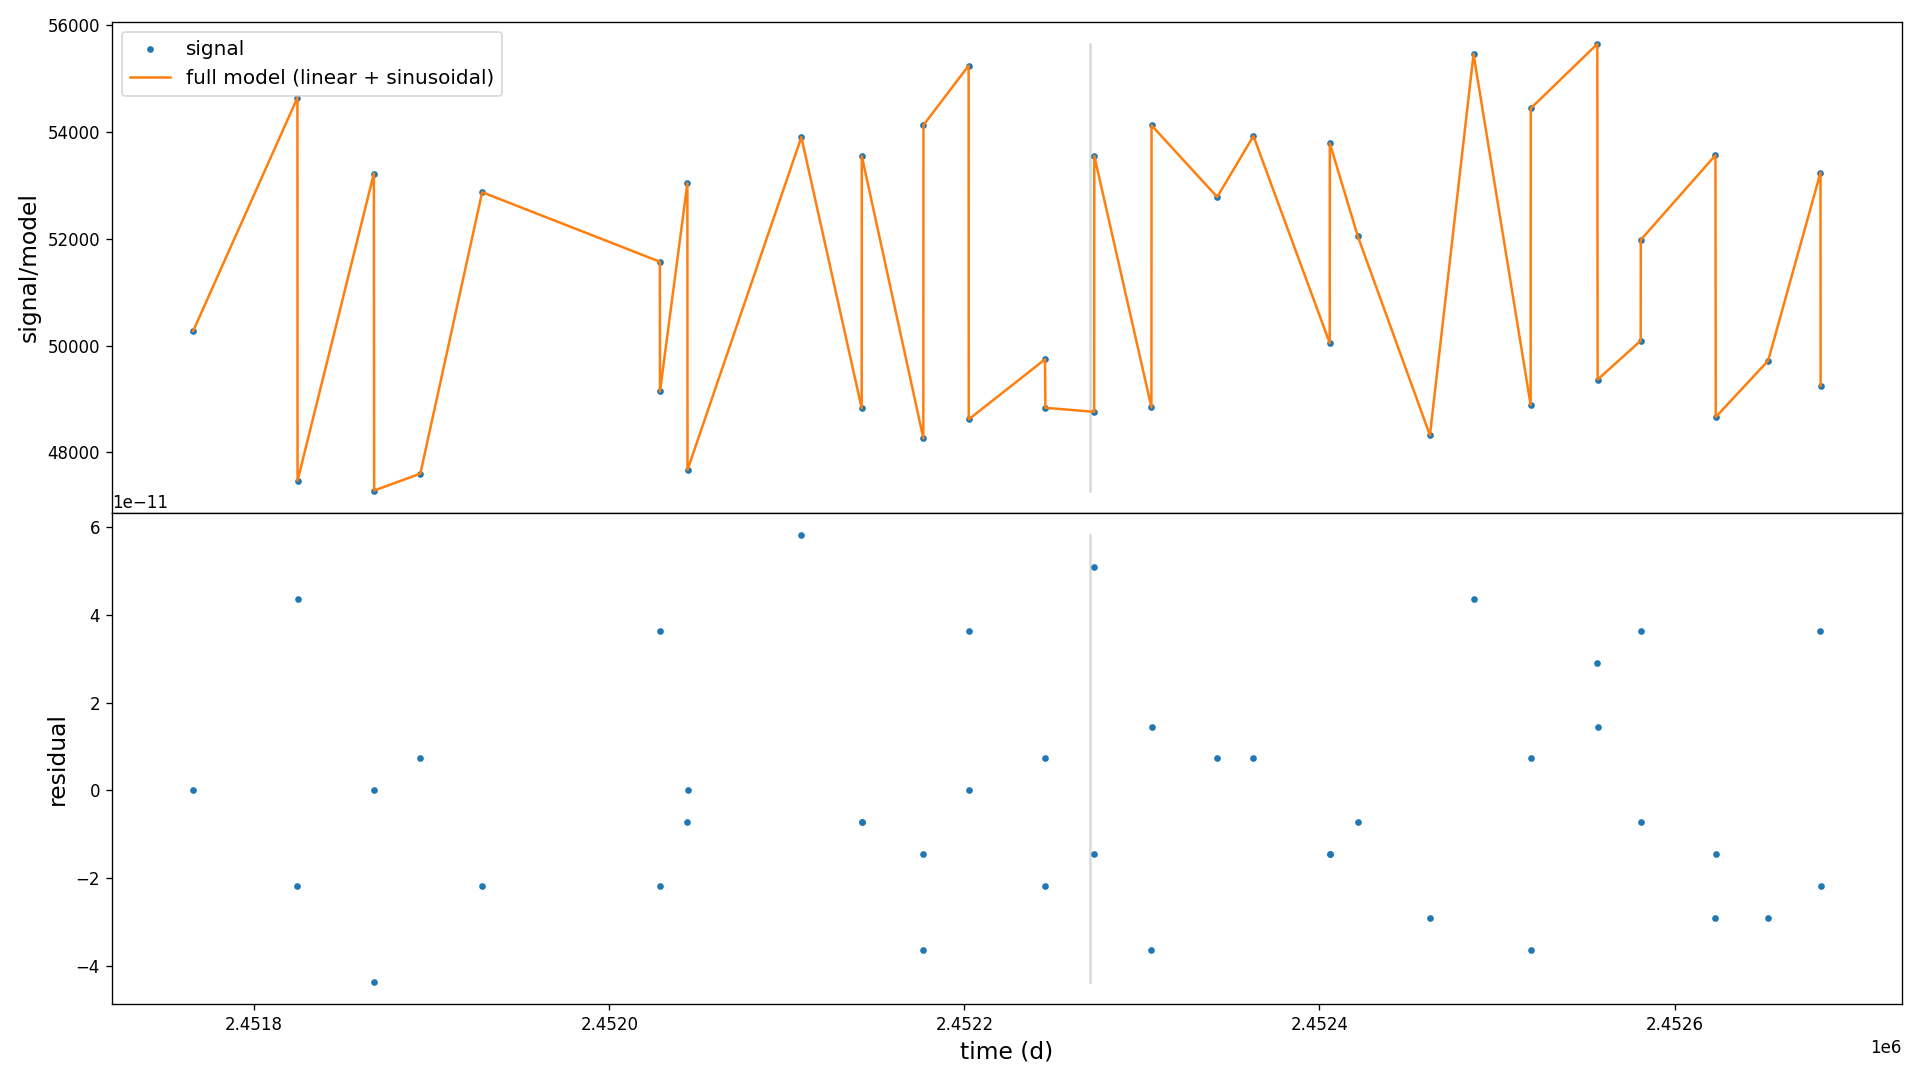 56000
54000
52000
50000
48000
signal/model
signal
full model (linear + sinusoidal)
1e−11
6
4
2
0
−2
−4
residual
2.4518
2.4520
2.4522
2.4524
2.4526
time (d)
1e6